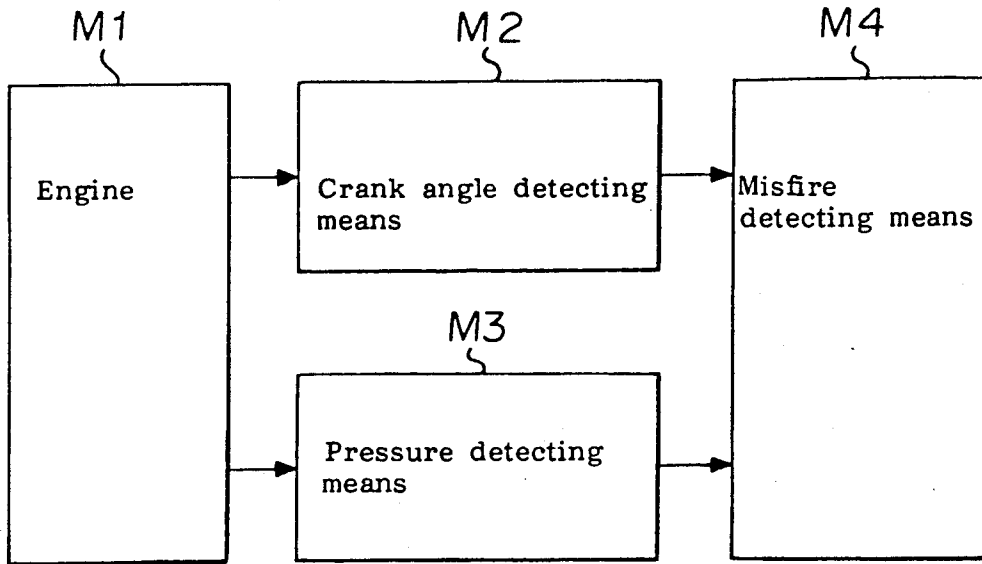 M1
M2
M4
Engine
Crank angle detecting
means
Misfire
detecting means
M3
Pressure detecting
means